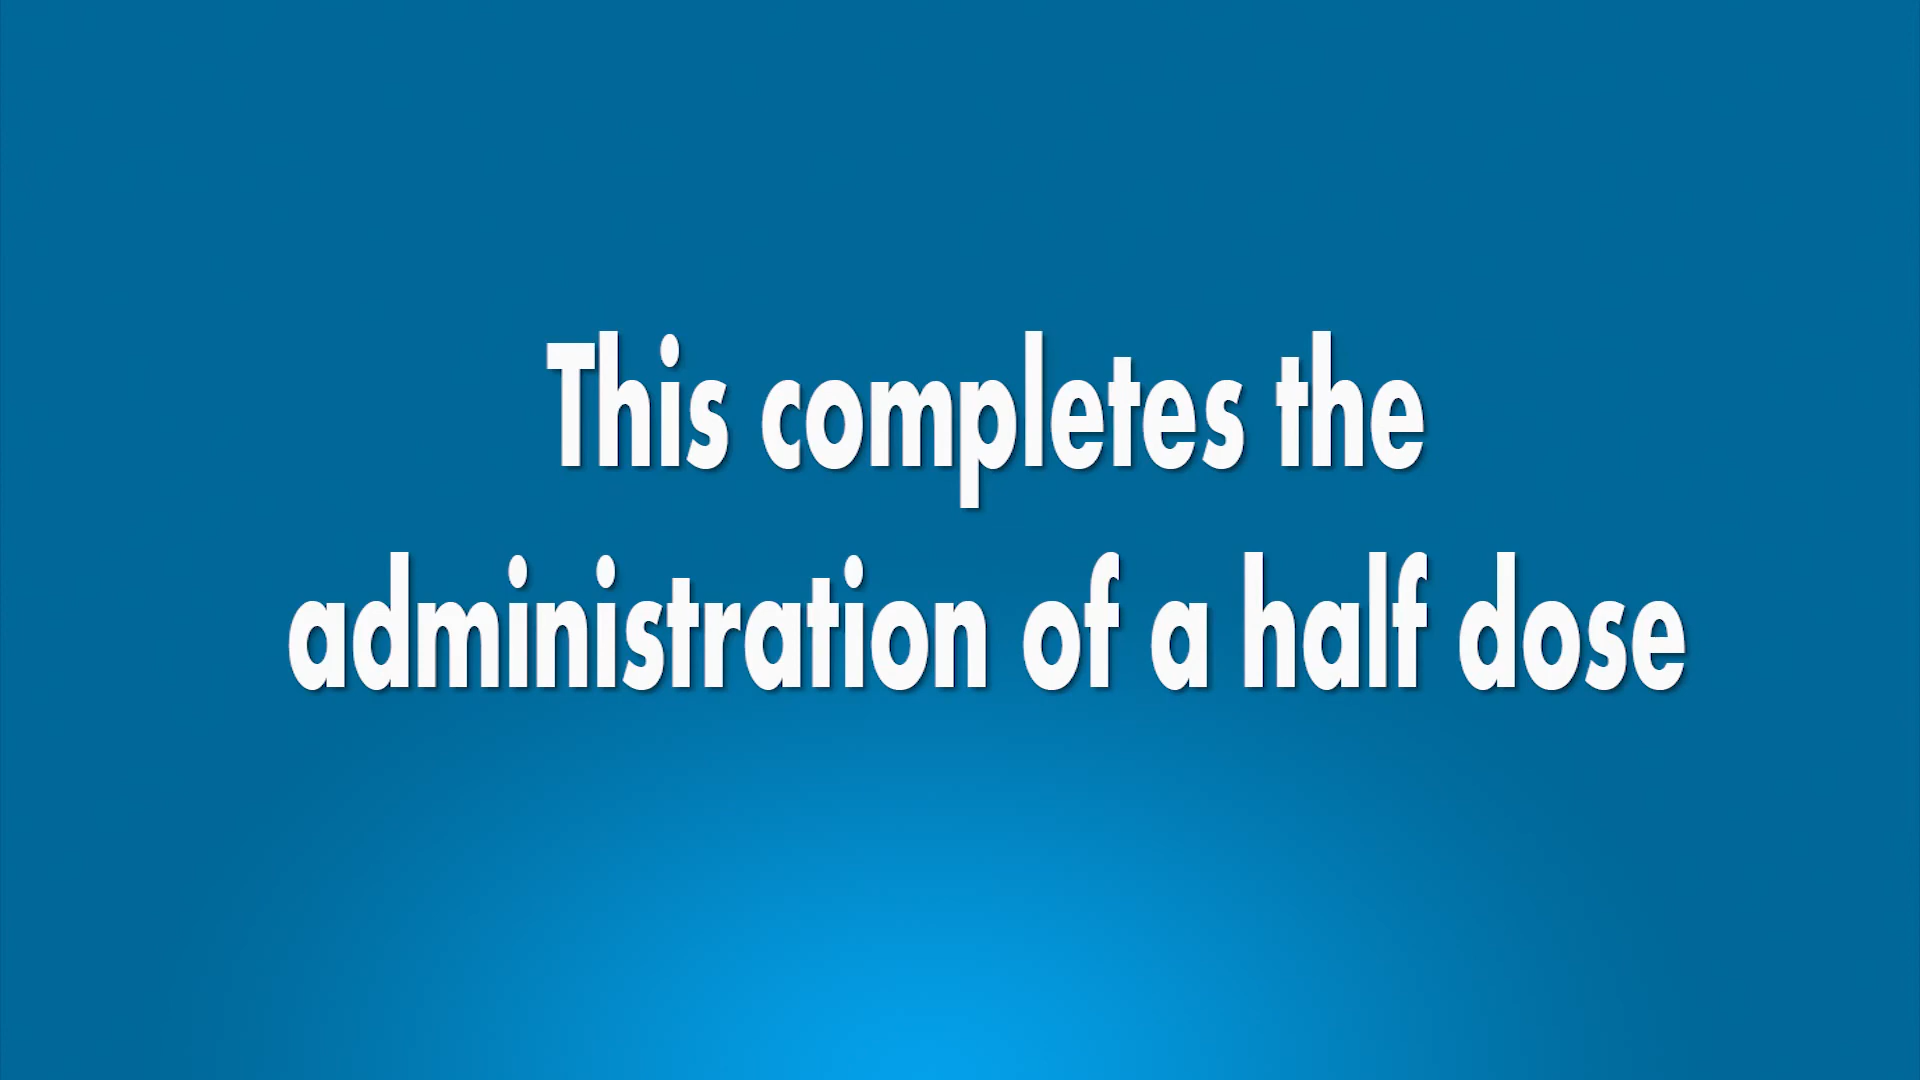 This completes the
administration of a half dose